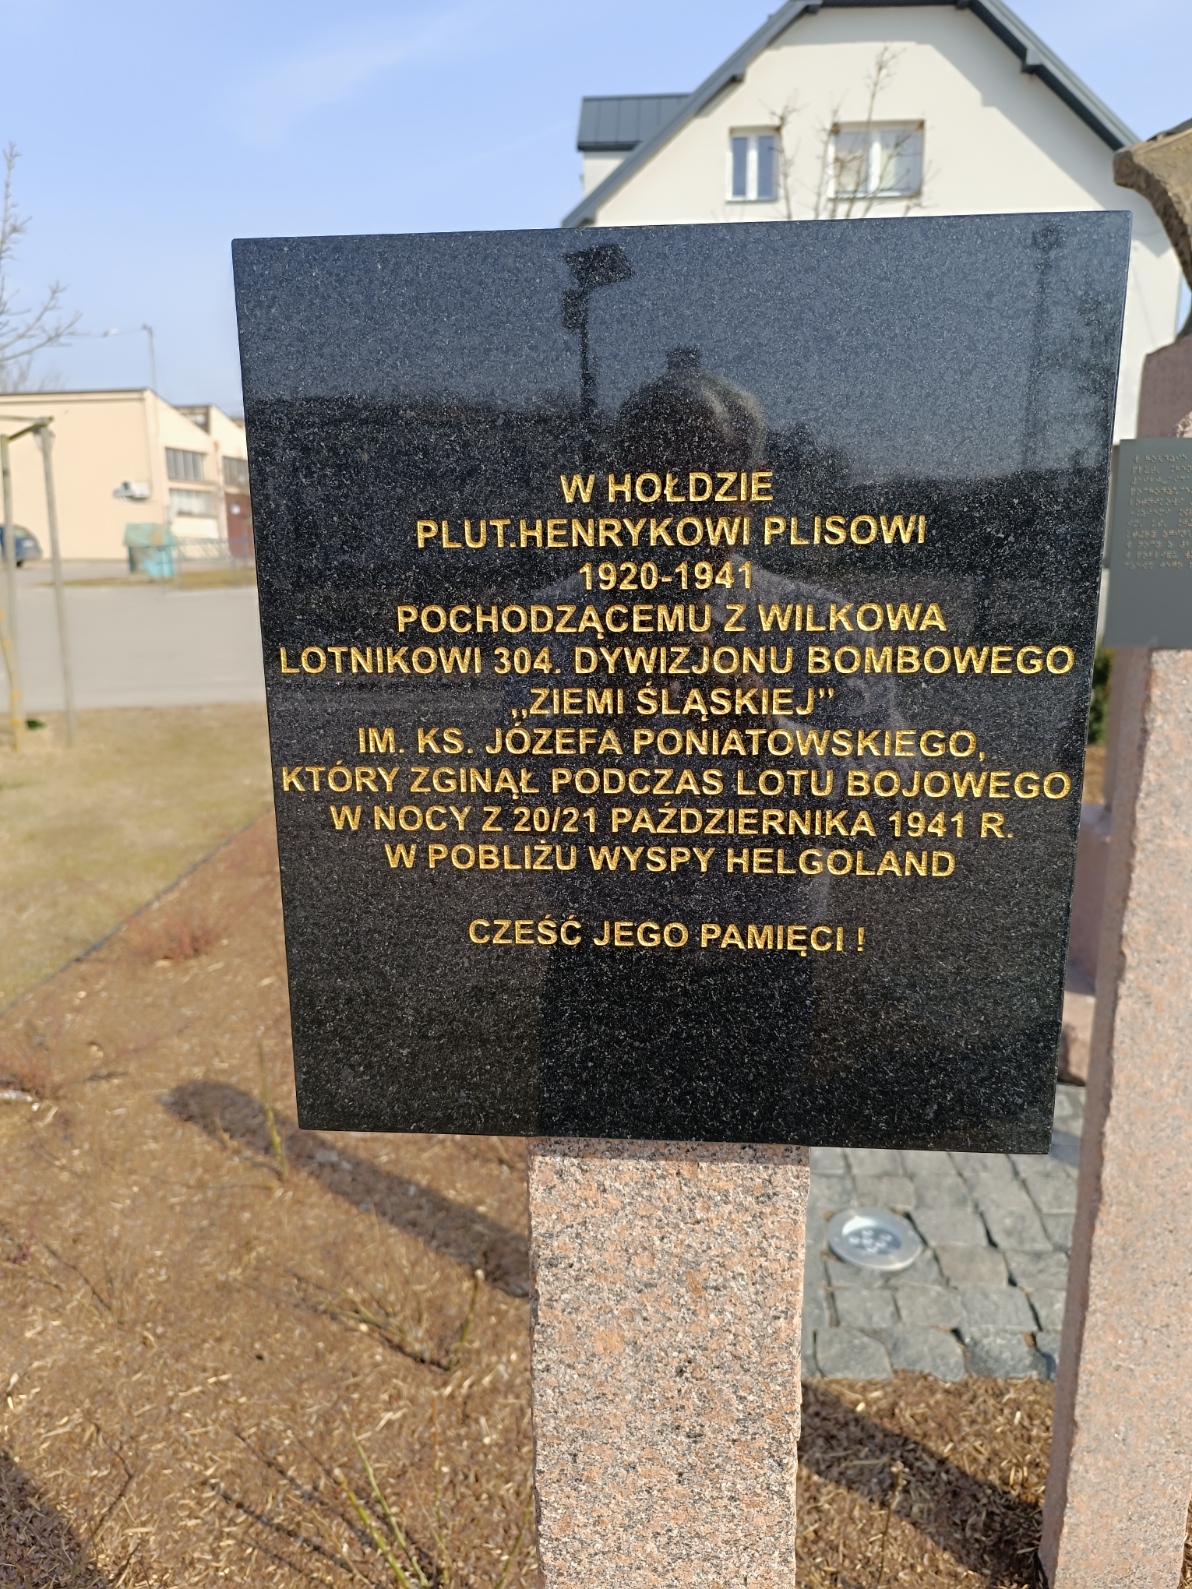 W HOŁDZIE
PLUT.HENRYKOWI PLISOWI
1920-1941
POCHODZĄCEMU Z WILKOWA
LOTNIKOWI 304. DYWIZJONU BOMBOWEGO
„ZIEMI ŚLĄSKIEJ”
IM. KS. JÓZEFA PONIATOWSKIEGO,
KTÓRY ZGINĄŁ PODCZAS LOTU BOJOWEGO
W NOCY Z 20/21 PAŹDZIERNIKA 1941 R.
W POBLIŻU WYSPY HELGOLAND
CZEŚĆ JEGO PAMIĘCI !